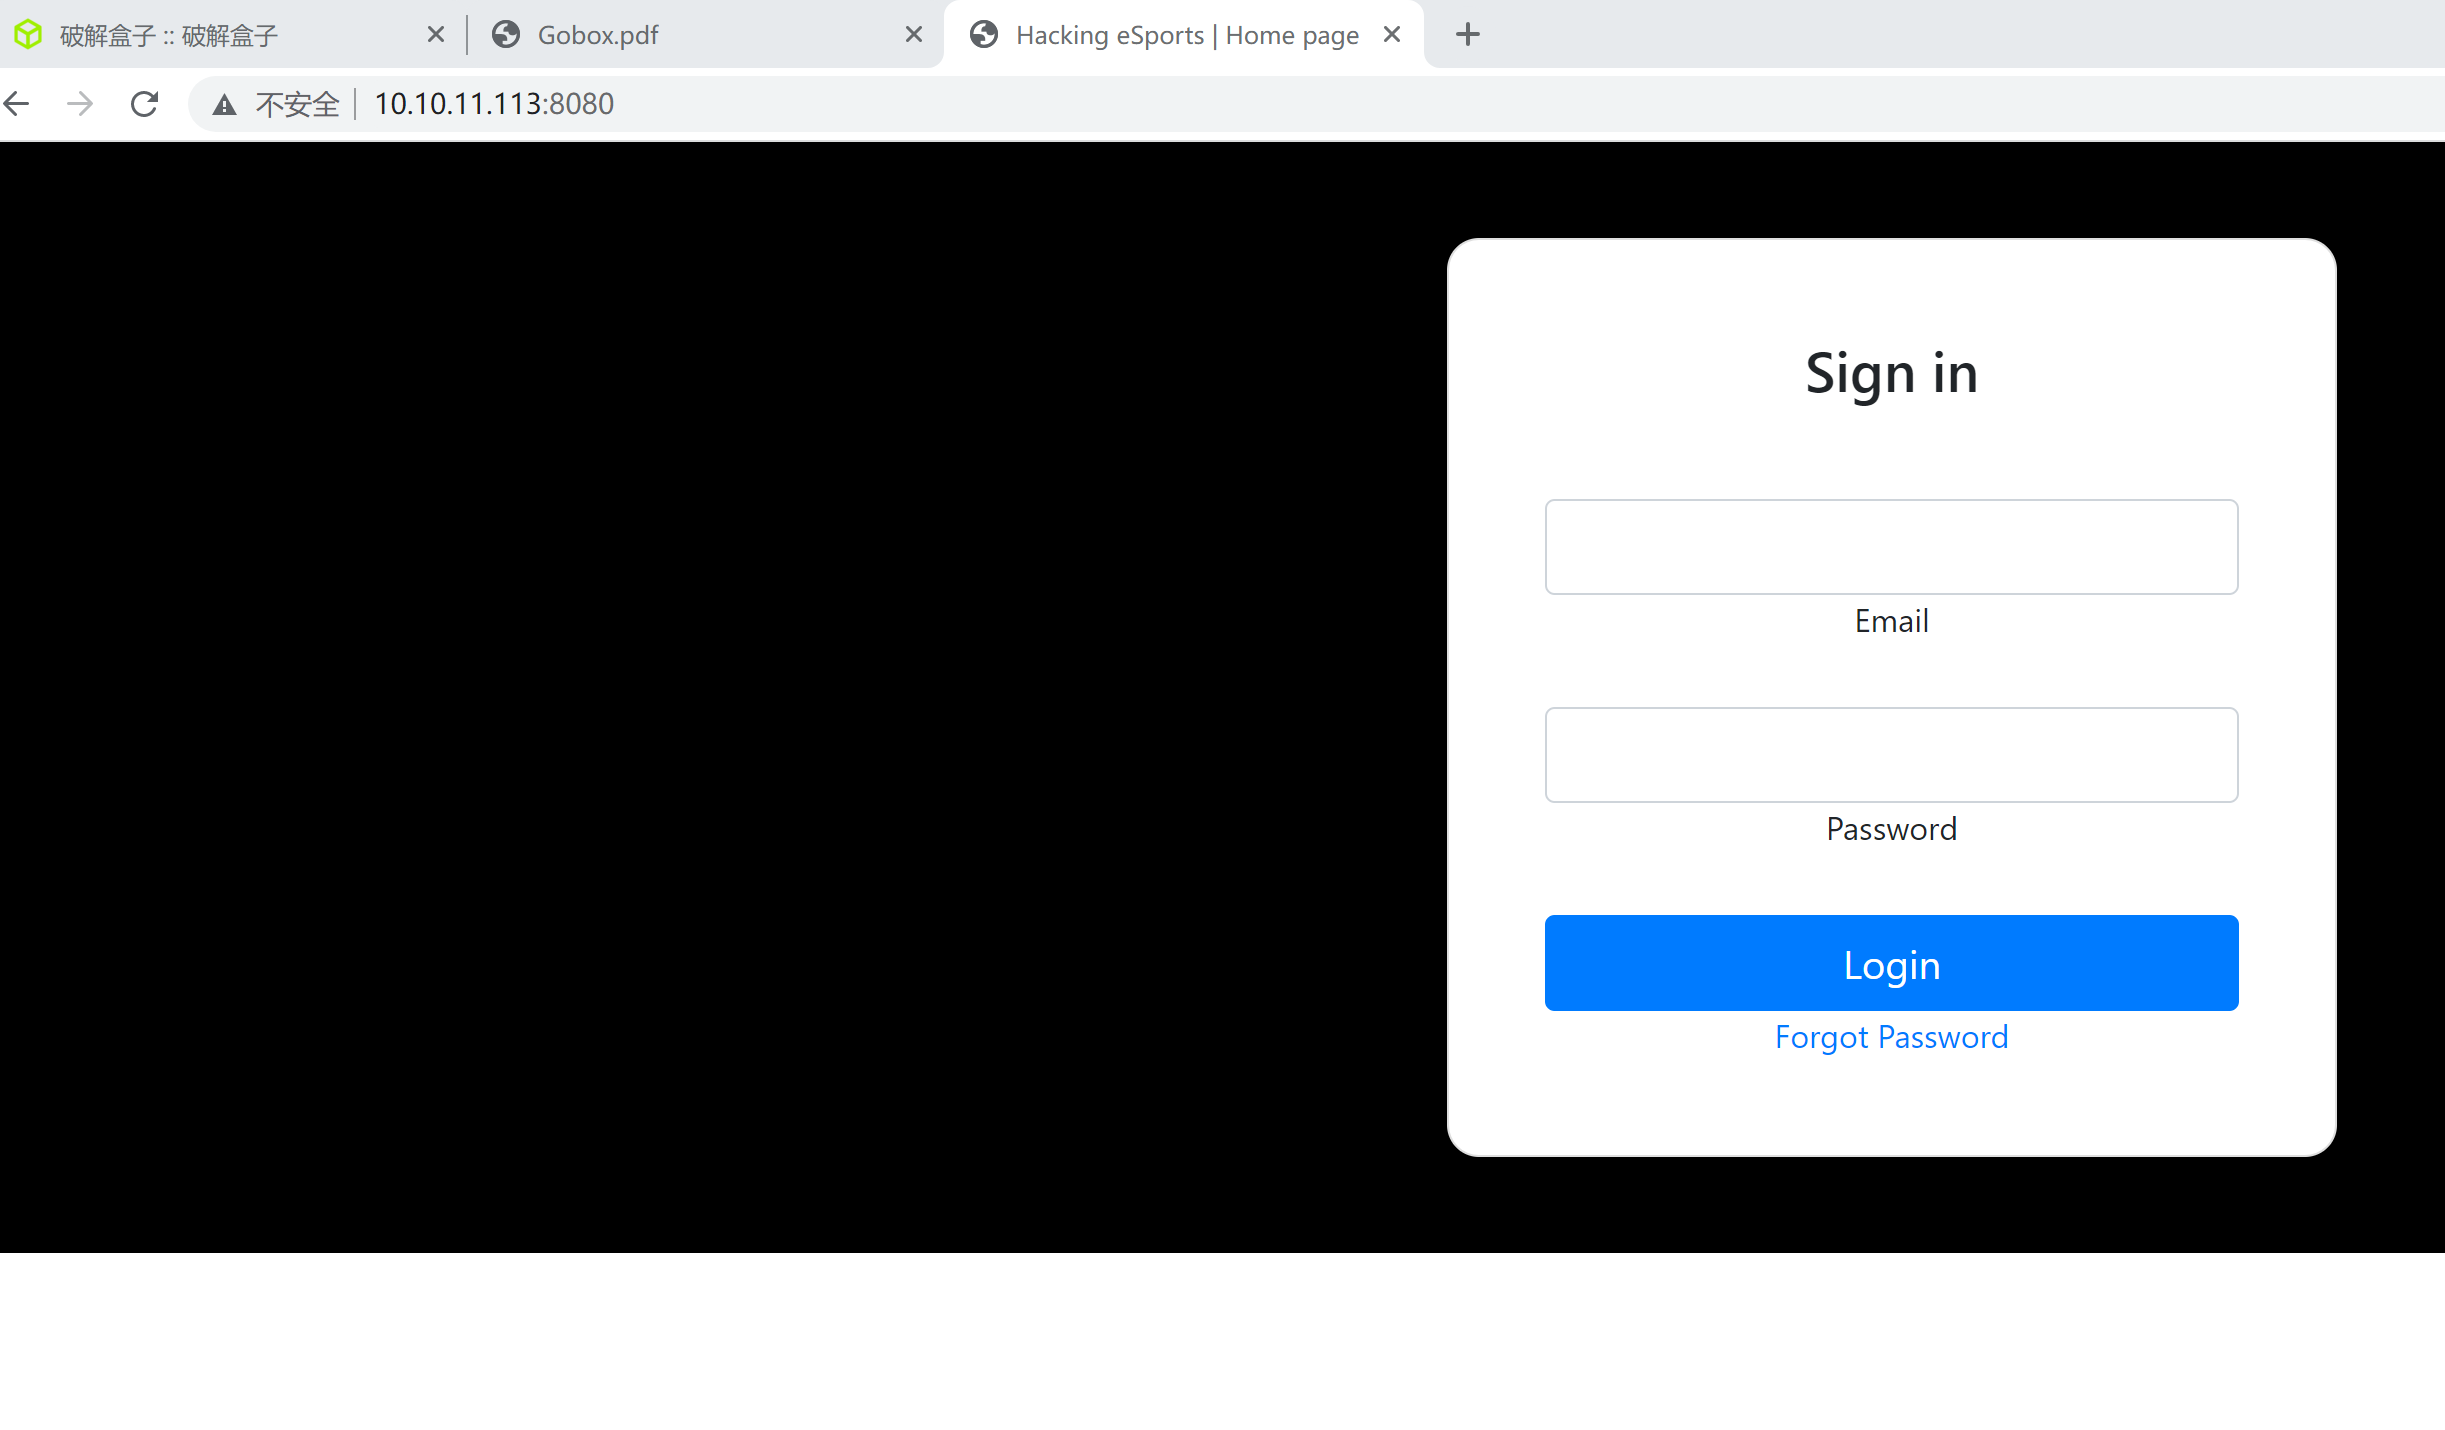 破解盒子 :: 破解盒子
Gobox.pdf
Hacking eSports | Home page
不安全
10.10.11.113:8080
Sign in
Email
Password
Login
Forgot Password